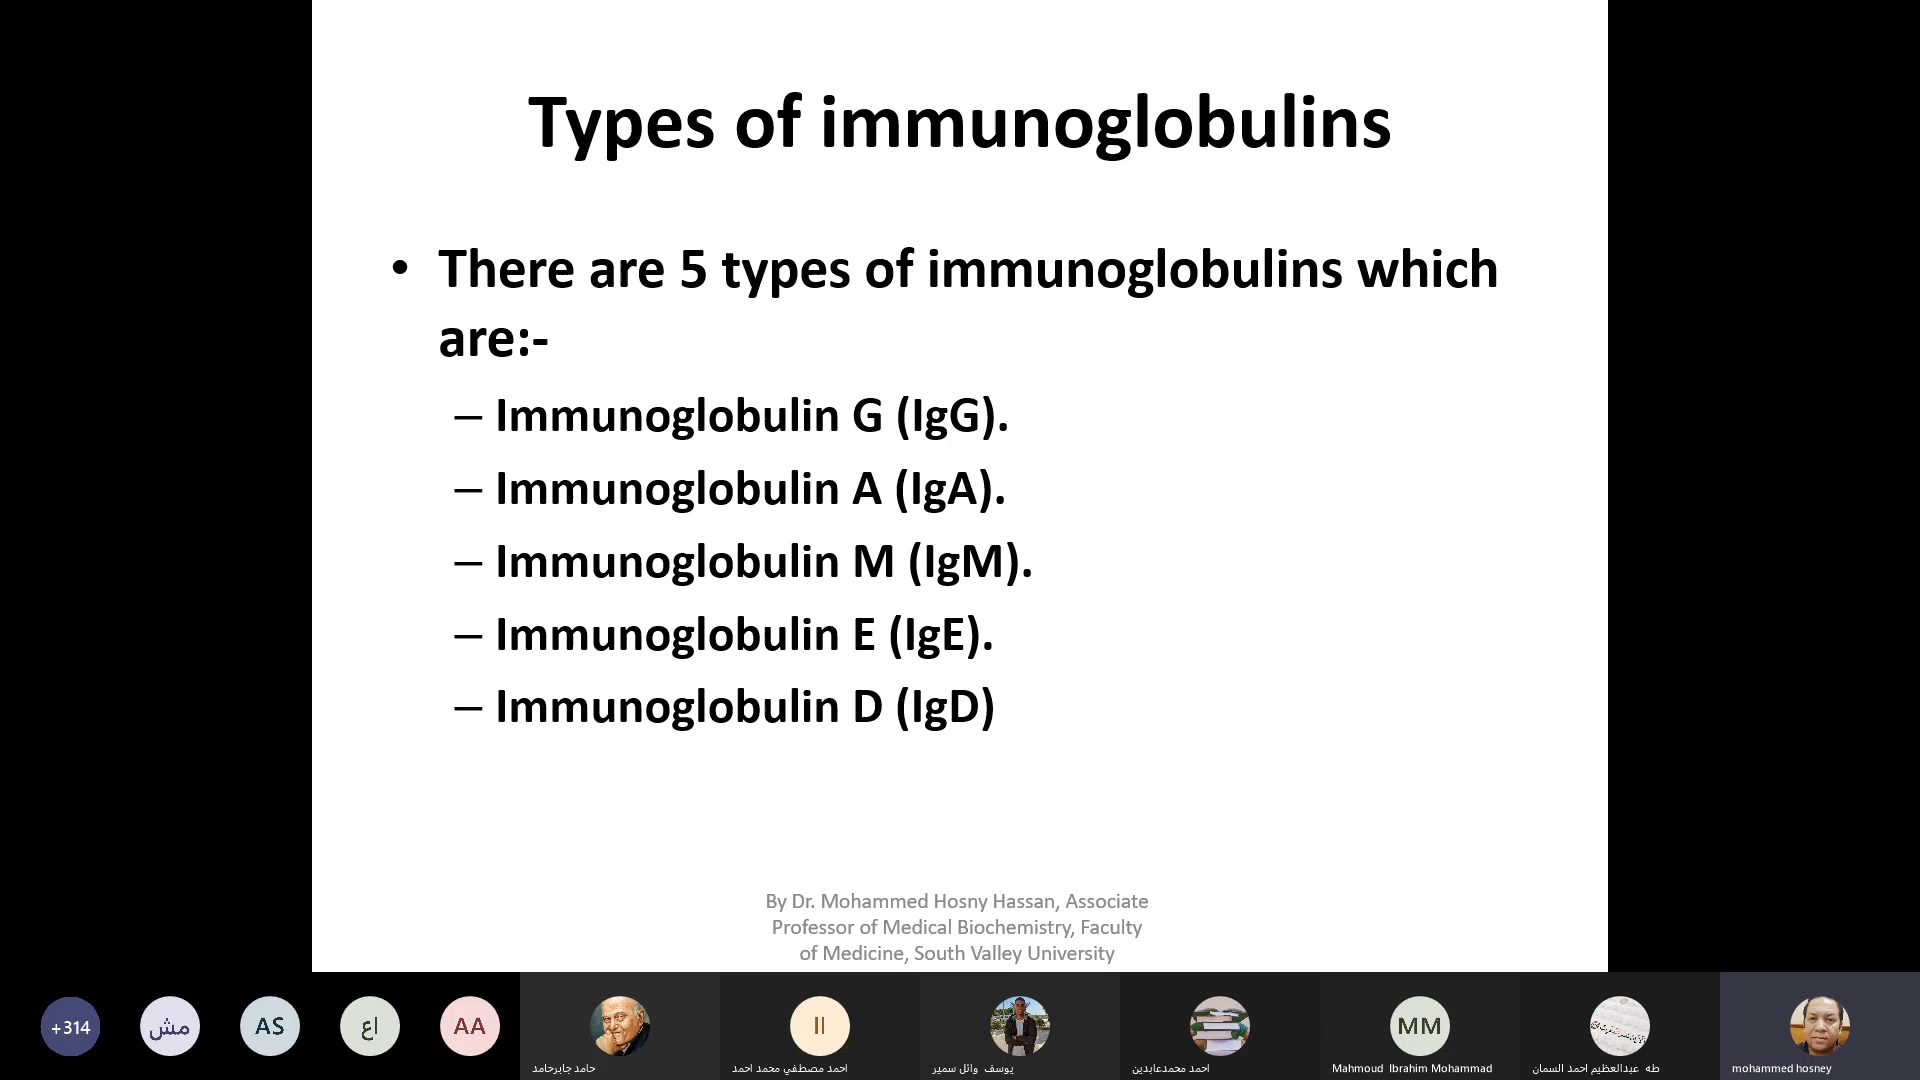 Types of immunoglobulins
• There are 5 types of immunoglobulins which
are:-
– Immunoglobulin G (IgG).
– Immunoglobulin A (IgA).
– Immunoglobulin M (IgM).
– Immunoglobulin E (IgE).
– Immunoglobulin D (IgD)
By Dr. Mohammed Hosny Hassan, Associate
Professor of Medical Biochemistry, Faculty
of Medicine, South Valley University
+314
مش
AS
اع
AA
حامد جابرحامد
II
احمد مصطفي محمد احمد
يوسف وائل سمير
احمد محمدعابدين
MM
Mahmoud Ibrahim Mohammad
طه عبدالعظيم احمد السمان
mohammed hosney